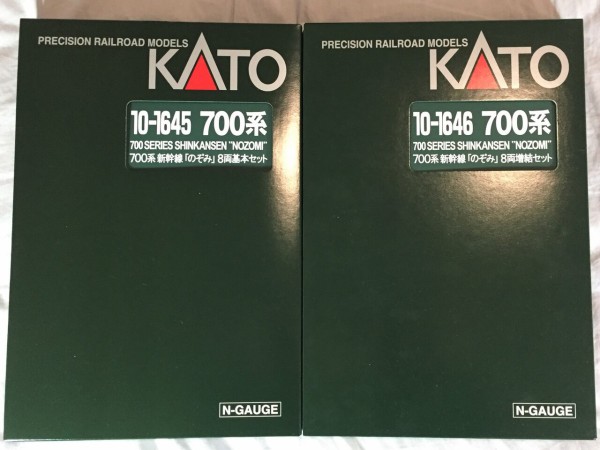 PRECISION RAILROAD MODELS
KATO
10-1645 700系
700 SERIES SHINKANSEN "NOZOMI"
700系 新幹線「のぞみ」8両基本セット
N-GAUGE
PRECISION RAILROAD MODELS
KATO
10-1646 700系
700 SERIES SHINKANSEN "NOZOMI"
700系 新幹線「のぞみ」8両増結セット
N-GAUGE